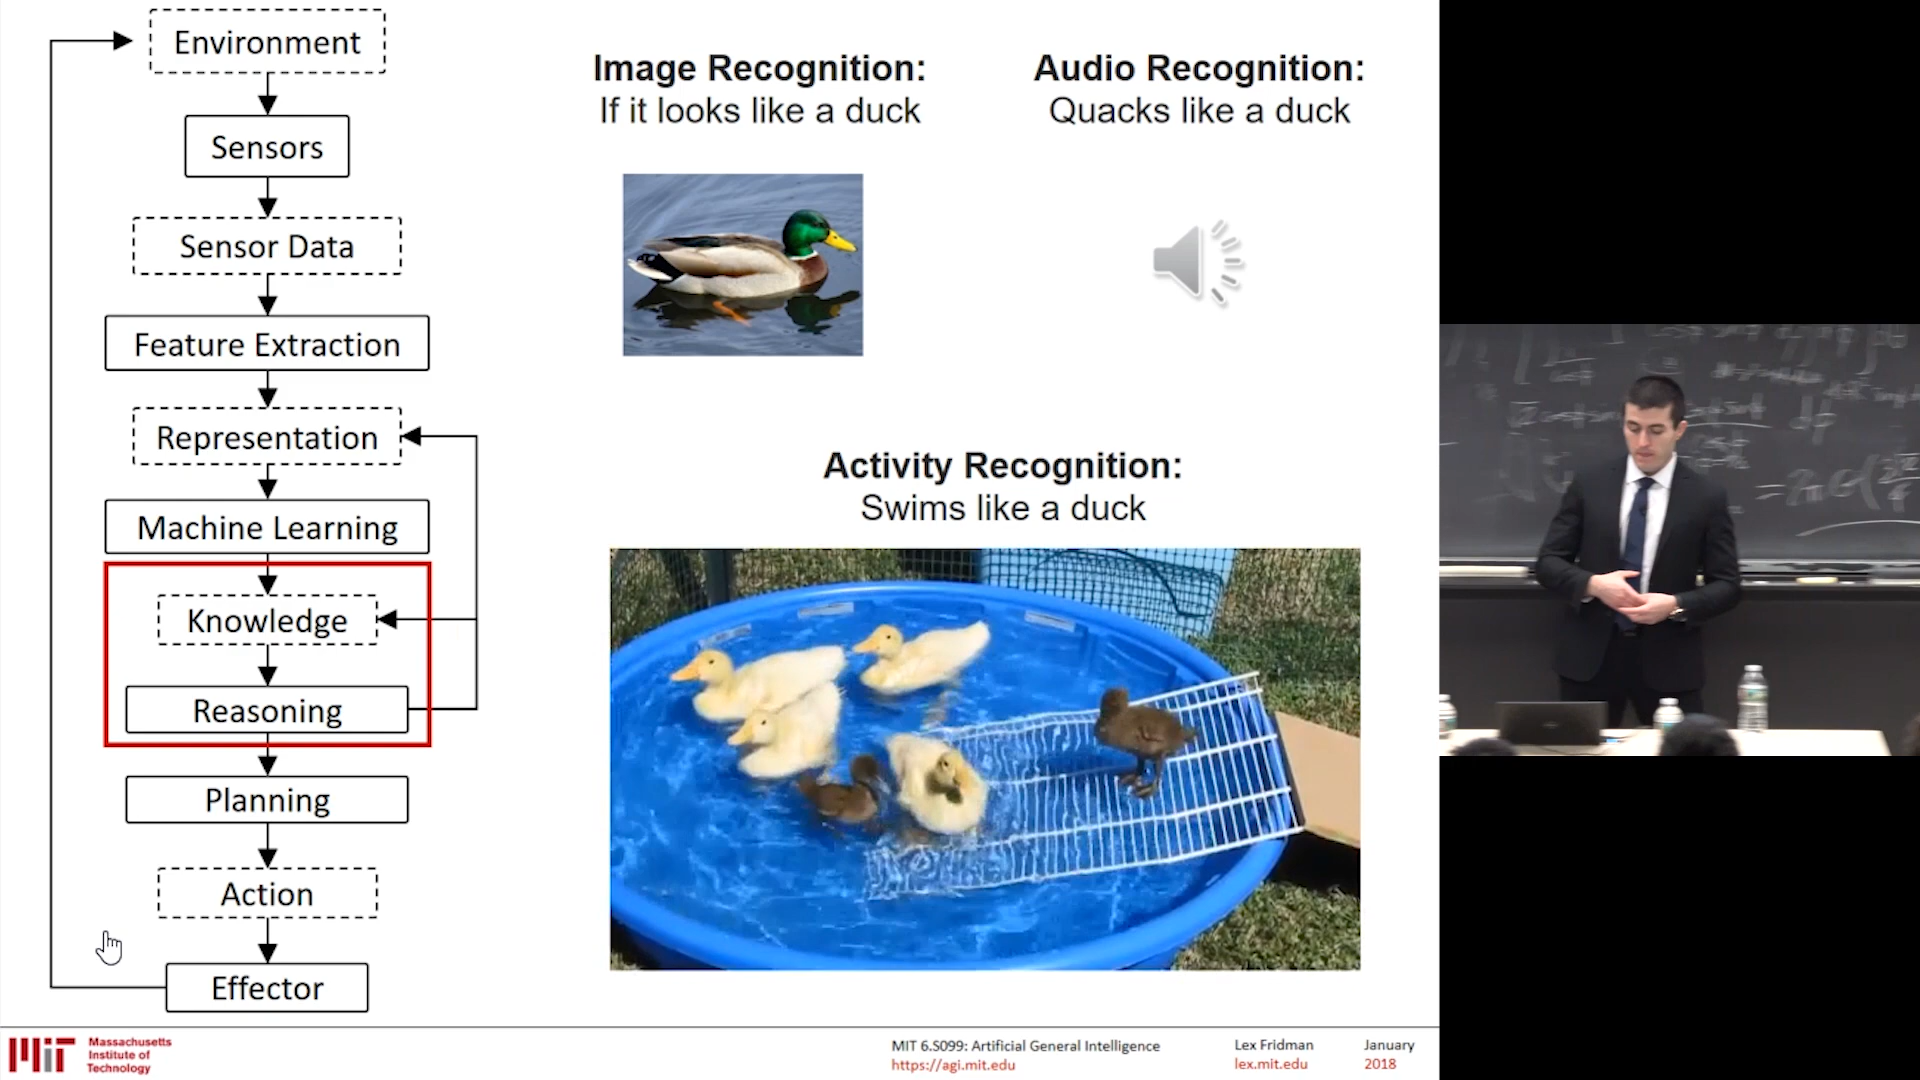 Environment
Sensors
Sensor Data
Feature Extraction
Representation
Machine Learning
Knowledge
Reasoning
Planning
Action
Effector
Image Recognition:
If it looks like a duck
Audio Recognition:
Quacks like a duck
Activity Recognition:
Swims like a duck
MIT
Massachusetts
Institute of
Technology
MIT 6.S099: Artificial General Intelligence
https://agi.mit.edu
Lex Fridman
lex.mit.edu
January
2018